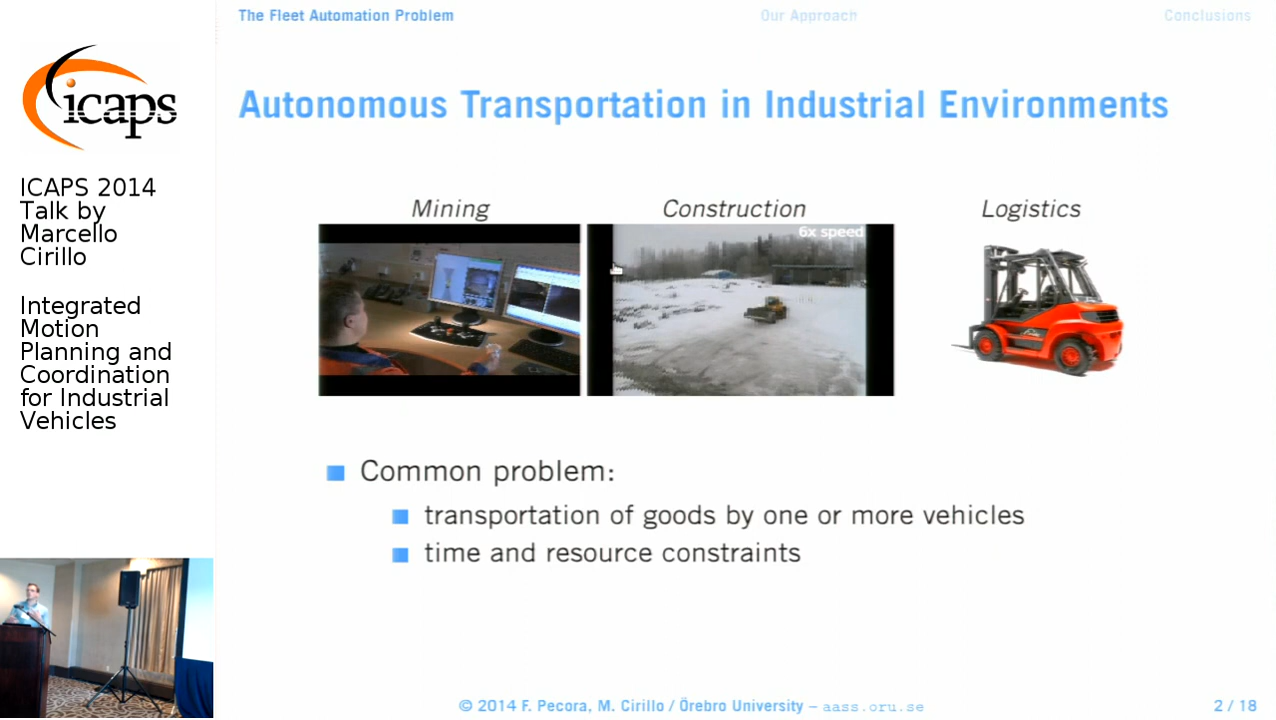 The Fleet Automation Problem
Our Approach
Conclusions
icaps
ICAPS 2014
Talk by
Marcello
Cirillo
Integrated
Motion
Planning and
Coordination
for Industrial
Vehicles
Autonomous Transportation in Industrial Environments
Mining
Construction
Logistics
6x speed
Common problem:
transportation of goods by one or more vehicles
time and resource constraints
© 2014 F. Pecora, M. Cirillo / Örebro University – aass.oru.se
2 / 18